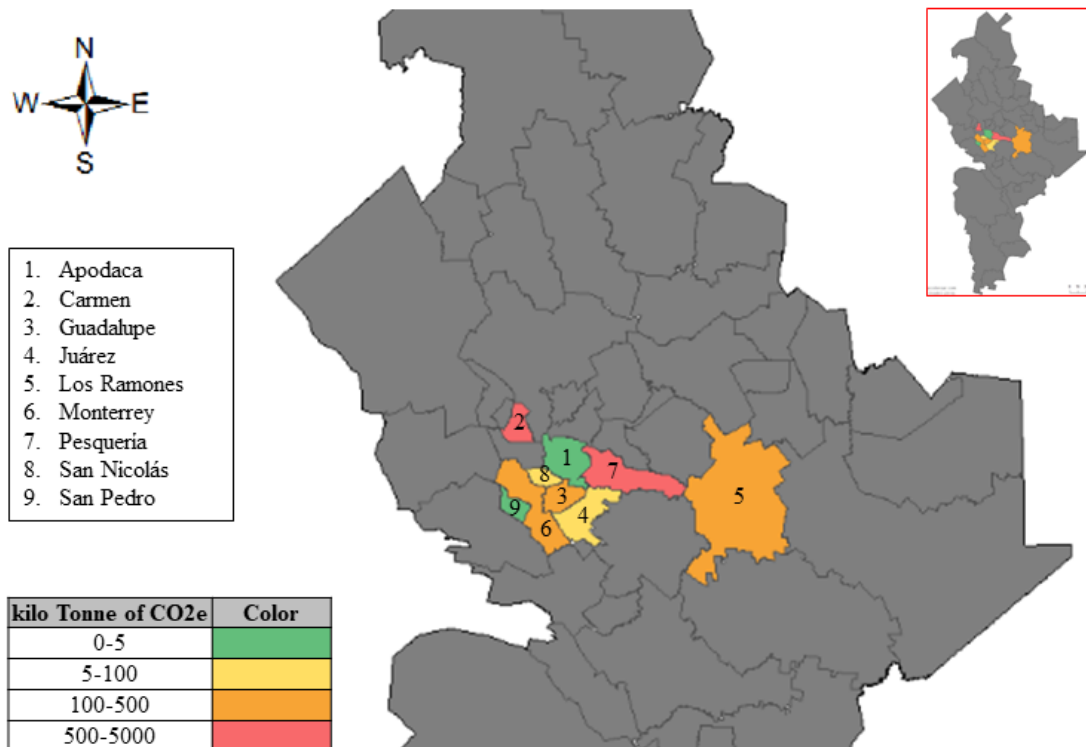 N
W E
S
1. Apodaca
2. Carmen
3. Guadalupe
4. Juárez
5. Los Ramones
6. Monterrey
7. Pesquería
8. San Nicolás
9. San Pedro
2
1
7
8
3
5
9
4
6
kilo Tonne of CO2e Color
0-5
5-100
100-500
500-5000